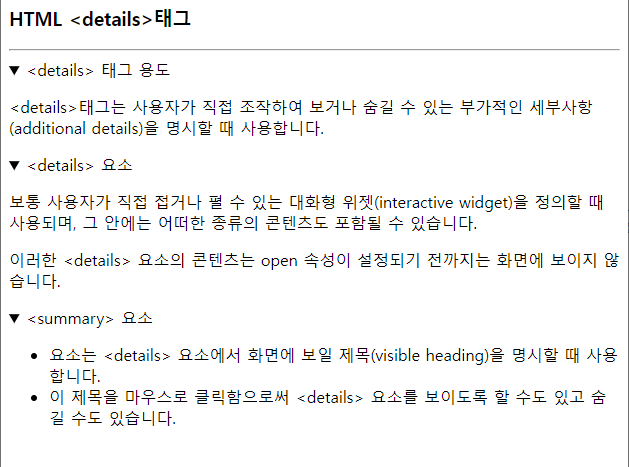 HTML <details>태그
▼ <details> 태그 용도
<details>태그는 사용자가 직접 조작하여 보거나 숨길 수 있는 부가적인 세부사항
(additional details)을 명시할 때 사용합니다.
▼ <details> 요소
보통 사용자가 직접 접거나 펼 수 있는 대화형 위젯(interactive widget)을 정의할 때
사용되며, 그 안에는 어떠한 종류의 콘텐츠도 포함될 수 있습니다.
이러한 <details> 요소의 콘텐츠는 open 속성이 설정되기 전까지는 화면에 보이지 않
습니다.
▼ <summary> 요소
• 요소는 <details> 요소에서 화면에 보일 제목(visible heading)을 명시할 때 사용
합니다.
• 이 제목을 마우스로 클릭함으로써 <details> 요소를 보이도록 할 수도 있고 숨
길 수도 있습니다.